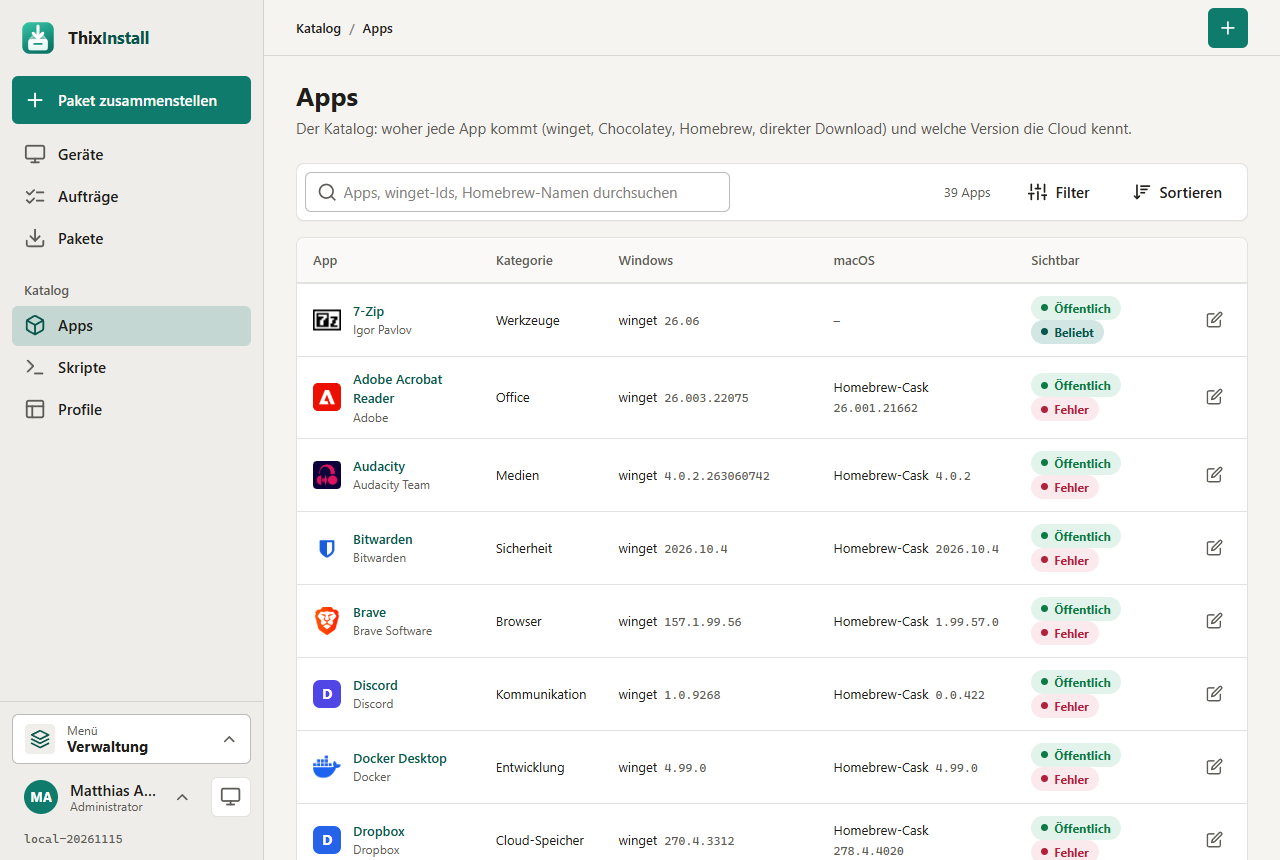 ThixInstall
Katalog / Apps
Paket zusammenstellen
Geräte
Aufträge
Pakete
Katalog
Apps
Skripte
Profile
Menü
Verwaltung
MA
Matthias A...
Administrator
local-20261115
Apps
Der Katalog: woher jede App kommt (winget, Chocolatey, Homebrew, direkter Download) und welche Version die Cloud kennt.
Apps, winget-Ids, Homebrew-Namen durchsuchen
39 Apps
Filter
Sortieren
App Kategorie Windows macOS Sichtbar
7z
7-Zip
Igor Pavlov
Werkzeuge
winget 26.06
–
Öffentlich
Beliebt
Adobe Acrobat
Reader
Adobe
Office
winget 26.003.22075
Homebrew-Cask
26.001.21662
Öffentlich
Fehler
Audacity
Audacity Team
Medien
winget 4.0.2.263060742
Homebrew-Cask 4.0.2
Öffentlich
Fehler
Bitwarden
Bitwarden
Sicherheit
winget 2026.10.4
Homebrew-Cask 2026.10.4
Öffentlich
Fehler
Brave
Brave Software
Browser
winget 157.1.99.56
Homebrew-Cask 1.99.57.0
Öffentlich
Fehler
D
Discord
Discord
Kommunikation
winget 1.0.9268
Homebrew-Cask 0.0.422
Öffentlich
Fehler
Docker Desktop
Docker
Entwicklung
winget 4.99.0
Homebrew-Cask 4.99.0
Öffentlich
Fehler
D
Dropbox
Dropbox
Cloud-Speicher
winget 270.4.3312
Homebrew-Cask
278.4.4020
Öffentlich
Fehler